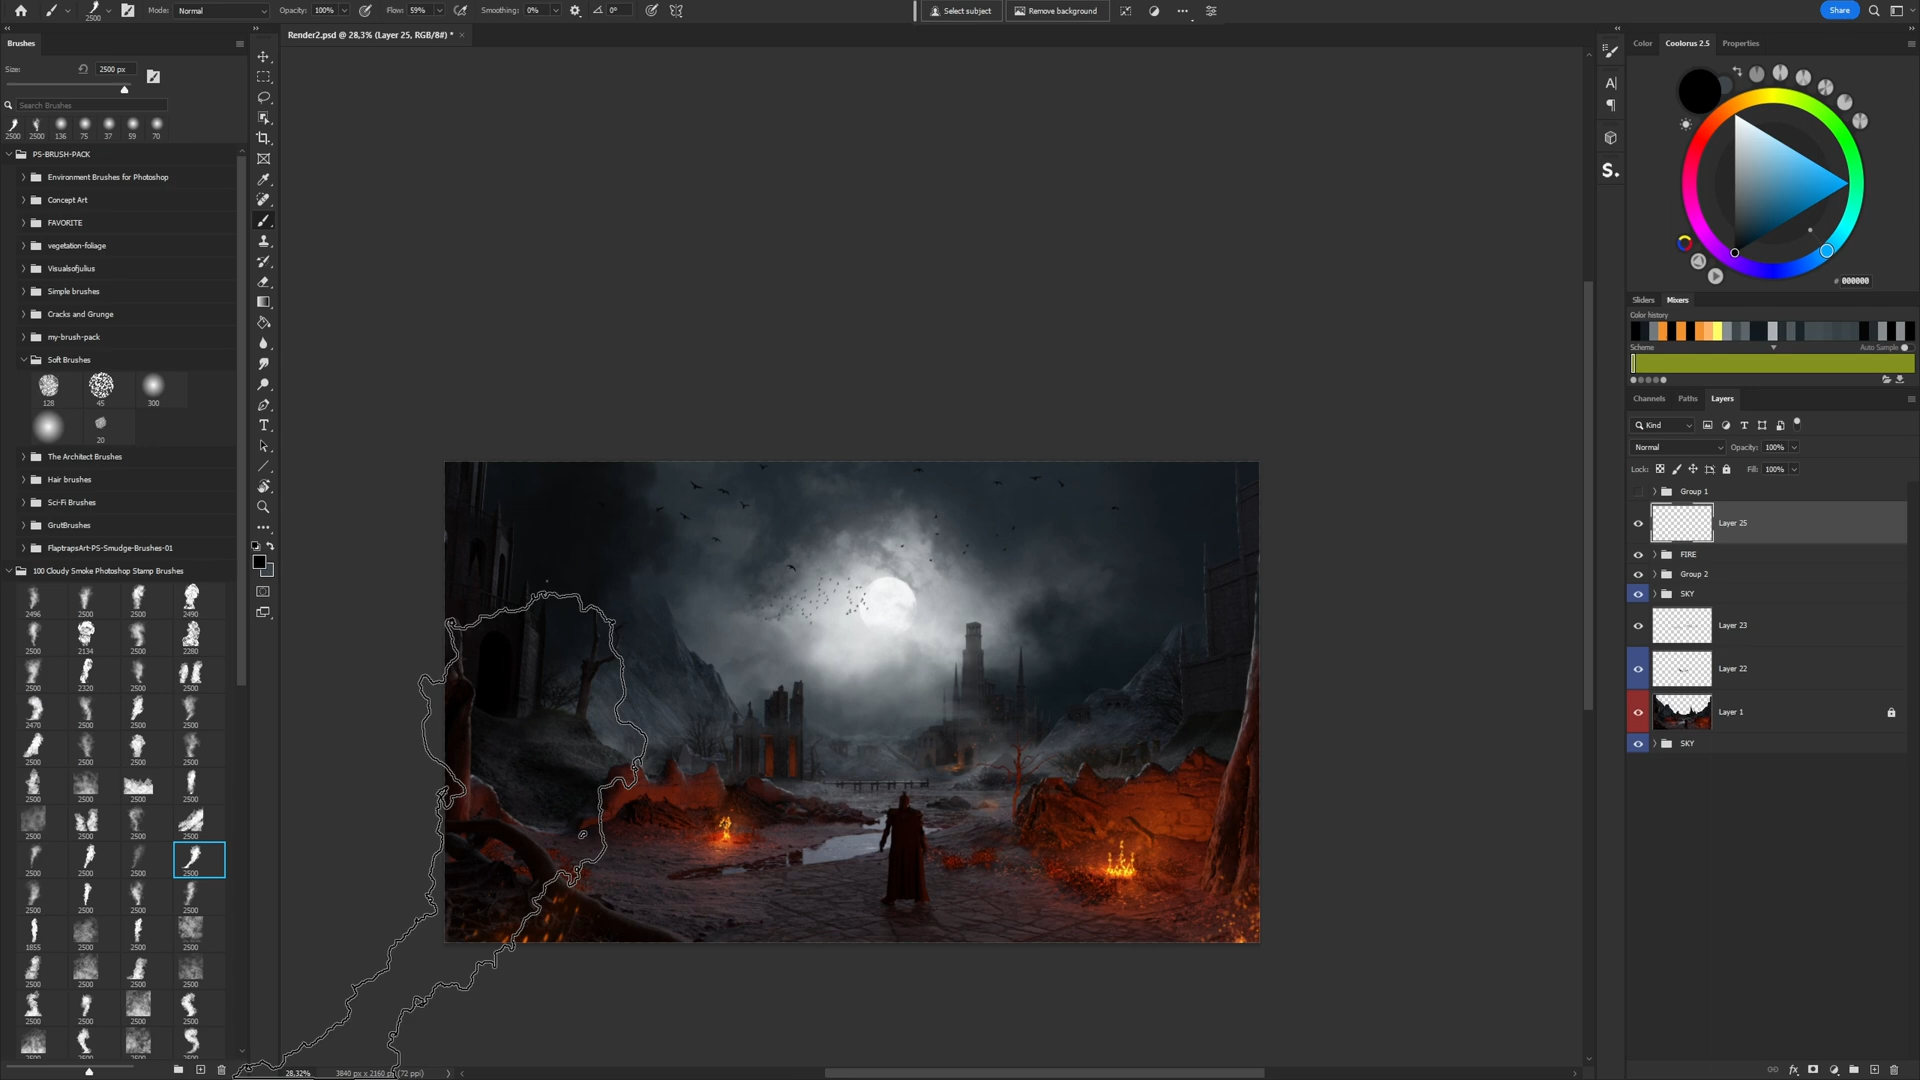 2500
Mode: Normal
Opacity: 100%
Flow: 59%
Smoothing: 0%
0°
Select subject
Remove background
Share
Brushes
Render2.psd @ 28,3% (Layer 25, RGB/8#) *
Color
Coolorus 2.5
Properties
Size:
2500 px
Search Brushes
2500 2500 136 75 37 59 70
PS-BRUSH-PACK
Environment Brushes for Photoshop
Concept Art
FAVORITE
vegetation-foliage
Visualsofjulius
Simple brushes
Cracks and Grunge
my-brush-pack
Soft Brushes
128 45 300
20
The Architect Brushes
Hair brushes
Sci-Fi Brushes
GrutBrushes
FlaptrapsArt-PS-Smudge-Brushes-01
100 Cloudy Smoke Photoshop Stamp Brushes
2496 2500 2500 2490
2500 2134 2500 2280
2500 2320 2500 2500
2470 2500 2500 2500
2500 2500 2500 2500
2500 2500 2500 2500
2500 2500 2500 2500
2500 2500 2500 2500
2500 2500 2500 2500
1855 2500 2500 2500
2500 2500 2500 2500
2500 2500 2500 2500
2500 2500 2500 2500
28,32%
3840 px x 2160 px (72 ppi)
S.
# 000000
Sliders
Mixers
Color history
Scheme
Auto Sample
Channels
Paths
Layers
Kind
Normal
Opacity: 100%
Lock:
Fill: 100%
Group 1
Layer 25
FIRE
Group 2
SKY
Layer 23
Layer 22
Layer 1
SKY
fx